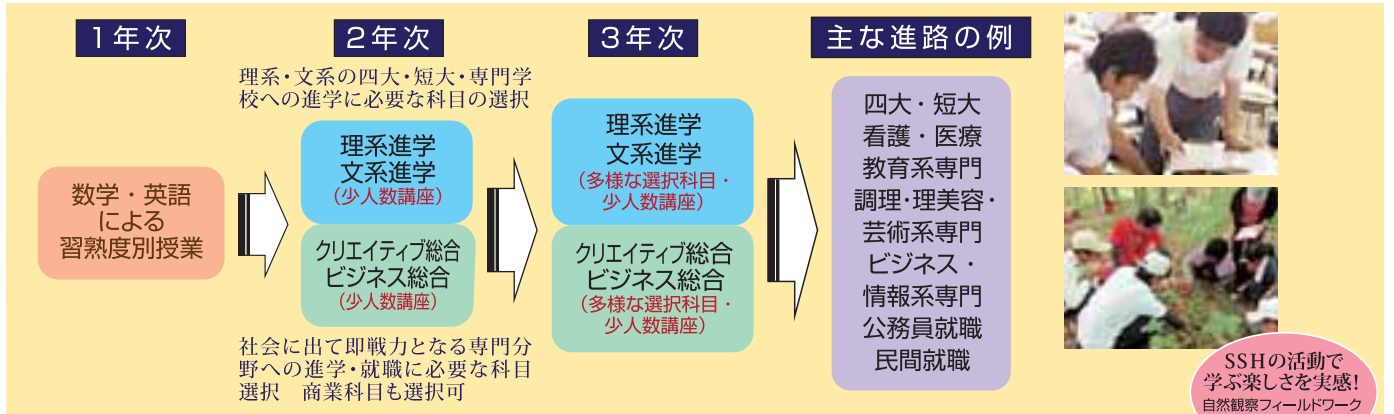 1年次
2年次
3年次
主な進路の例
理系・文系の四大・短大・専門学
校への進学に必要な科目の選択
数学・英語
による
習熟度別授業
理系進学
文系進学
(少人数講座)
クリエイティブ総合
ビジネス総合
(少人数講座)
社会に出て即戦力となる専門分
野への進学・就職に必要な科目
選択　商業科目も選択可
理系進学
文系進学
(多様な選択科目・
少人数講座)
クリエイティブ総合
ビジネス総合
(多様な選択科目・
少人数講座)
四大・短大
看護・医療
教育系専門
調理・理美容・
芸術系専門
ビジネス・
情報系専門
公務員就職
民間就職
SSHの活動で
学ぶ楽しさを実感!
自然観察フィールドワーク